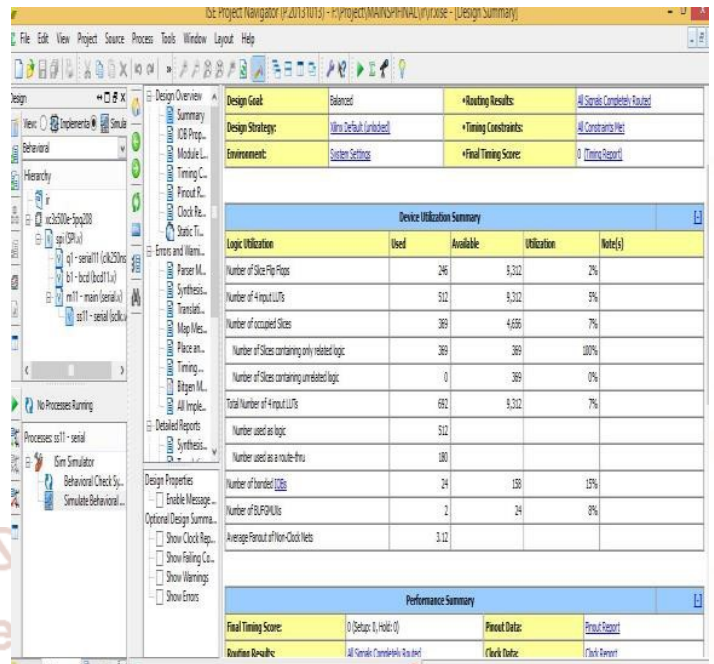 ISE Project Navigator (P.20131013) - F:\Project\MAINSPIFINAL\ir\ir.xise - [Design Summary]
File Edit View Project Source Process Tools Window Layout Help
Design
View: Implementa Simula
Behavioral
Hierarchy
ir
xc3s500e-5pq208
spi (SPI.v)
q1 - serial11 (clk250ns
b1 - bcd (bcd11.v)
m11 - main (serial.v)
ss11 - serial (sclk.v
No Processes Running
Processes: ss11 - serial
ISim Simulator
Behavioral Check Sy...
Simulate Behavioral ...
Design Overview
Summary
IOB Prop...
Module L...
Timing C...
Pinout R...
Clock Re...
Static Ti...
Errors and Warni...
Parser M...
Synthesis...
Translati...
Map Mes...
Place an...
Timing...
Bitgen M...
All Imple...
Detailed Reports
Synthesis...
Design Properties
Enable Message ...
Optional Design Summa...
Show Clock Rep...
Show Failing Co...
Show Warnings
Show Errors
Design Goal: Balanced •Routing Results: All Signals Completely Routed
Design Strategy: Xilinx Default (unlocked) •Timing Constraints: All Constraints Met
Environment: System Settings •Final Timing Score: 0 (Timing Report)
Device Utilization Summary [-]
Logic Utilization Used Available Utilization Note(s)
Number of Slice Flip Flops 246 9,312 2%
Number of 4 input LUTs 512 9,312 5%
Number of occupied Slices 369 4,656 7%
Number of Slices containing only related logic 369 369 100%
Number of Slices containing unrelated logic 0 369 0%
Total Number of 4 input LUTs 692 9,312 7%
Number used as logic 512
Number used as a route-thru 180
Number of bonded IOBs 24 158 15%
Number of BUFGMUXs 2 24 8%
Average Fanout of Non-Clock Nets 3.12
Performance Summary [-]
Final Timing Score: 0 (Setup: 0, Hold: 0) Pinout Data: Pinout Report
Routing Results: All Signals Completely Routed Clock Data: Clock Report